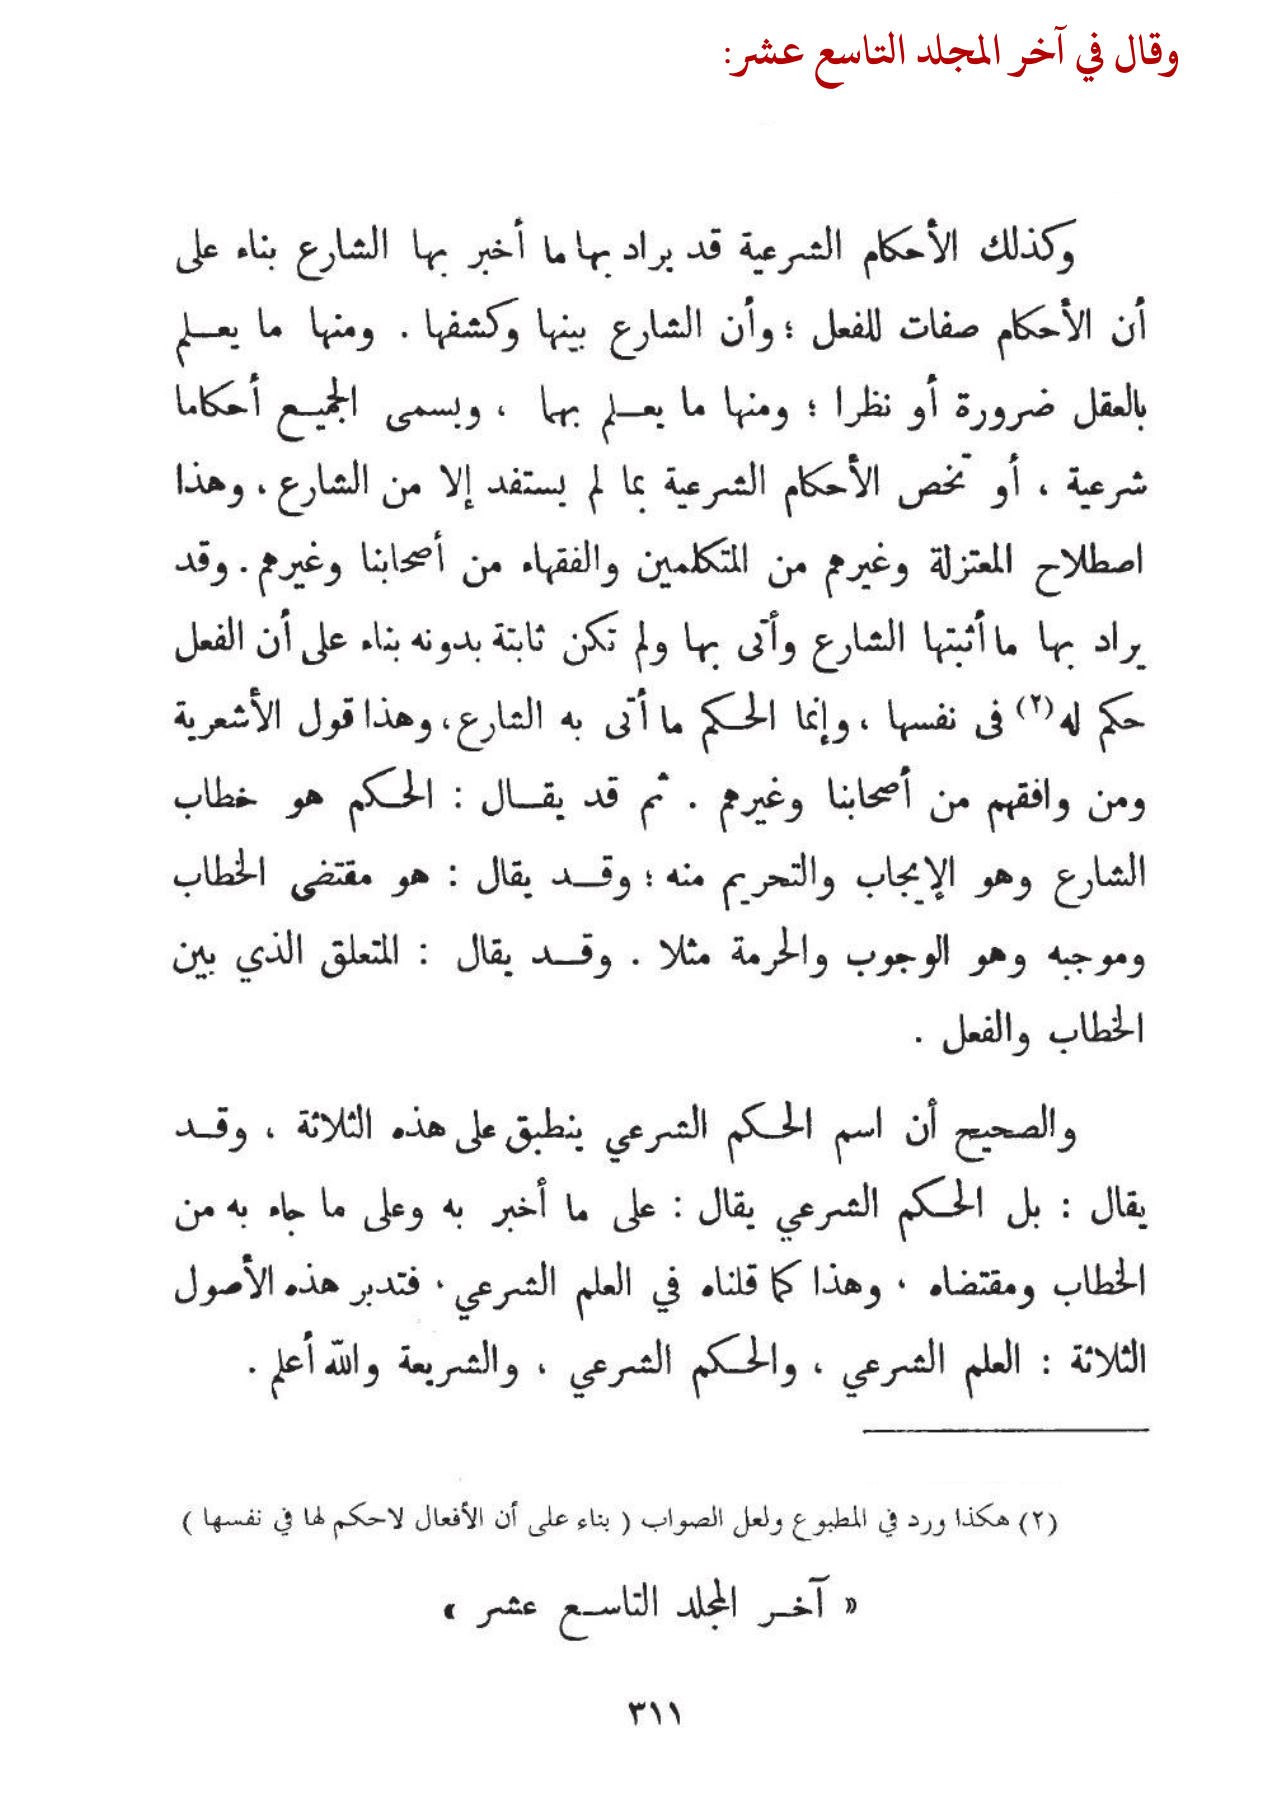 وقال في آخر المجلد التاسع عشر:
وكذلك الأحكام الشرعية قد يراد بها ما أخبر بها الشارع بناء على
أن الأحكام صفات للفعل ؛ وأن الشارع بينها وكشفها . ومنها ما يعلم
بالعقل ضرورة أو نظرا ؛ ومنها ما يعلم بهما ، ويسمى الجميع أحكاما
شرعية ، أو تخص الأحكام الشرعية بما لم يستفد إلا من الشارع . وهذا
اصطلاح المعتزلة وغيرهم من المتكلمين والفقهاء من أصحابنا وغيرهم . وقد
يراد بها ما أثبتها الشارع وأتى بها ولم تكن ثابتة بدونه بناء على أن الفعل
حكم له (٢) فى نفسها ، وإنما الحكم ما أتى به الشارع ، وهذا قول الأشعرية
ومن وافقهم من أصحابنا وغيرهم . ثم قد يقال : الحكم هو خطاب
الشارع وهو الإيجاب والتحريم منه ؛ وقد يقال : هو مقتضى الخطاب
وموجبه وهو الوجوب والحرمة مثلا . وقد يقال : المتعلق الذي بين
الخطاب والفعل .
والصحيح أن اسم الحكم الشرعي ينطبق على هذه الثلاثة ، وقد
يقال : بل الحكم الشرعي يقال : على ما أخبر به وعلى ما جاء به من
الخطاب ومقتضاه . وهذا كما قلناه في العلم الشرعي . فتدبر هذه الأصول
الثلاثة : العلم الشرعي ، والحكم الشرعي ، والشريعة والله أعلم .
(٢) هكذا ورد في المطبوع ولعل الصواب ( بناء على أن الأفعال لاحكم لها في نفسها )
« آخر المجلد التاسع عشر »
٣١١